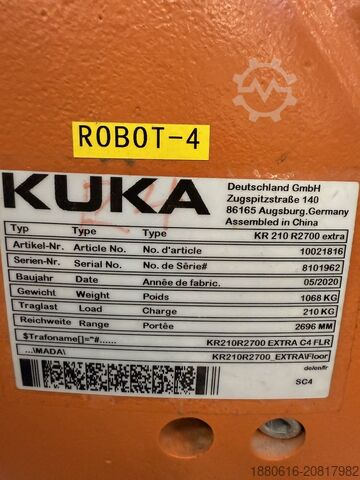 ROBOT-4
KUKA
Deutschland GmbH
Zugspitzstraße 140
86165 Augsburg.Germany
Assembled in China
Typ Type Type KR 210 R2700 extra
Artikel-Nr. Article No. No. d'article 10021816
Serien-Nr. Serial No. No. de Série# 8101962
Baujahr Date Année de fabric. 05/2020
Gewicht Weight Poids 1068 KG
Traglast Load Charge 210 KG
Reichweite Range Portée 2696 MM
$Trafoname[]="#...... KR210R2700 EXTRA C4 FLR
...\MADA\ KR210R2700_EXTRA\Floor
de/en/fr
SC4
1880616-20817982